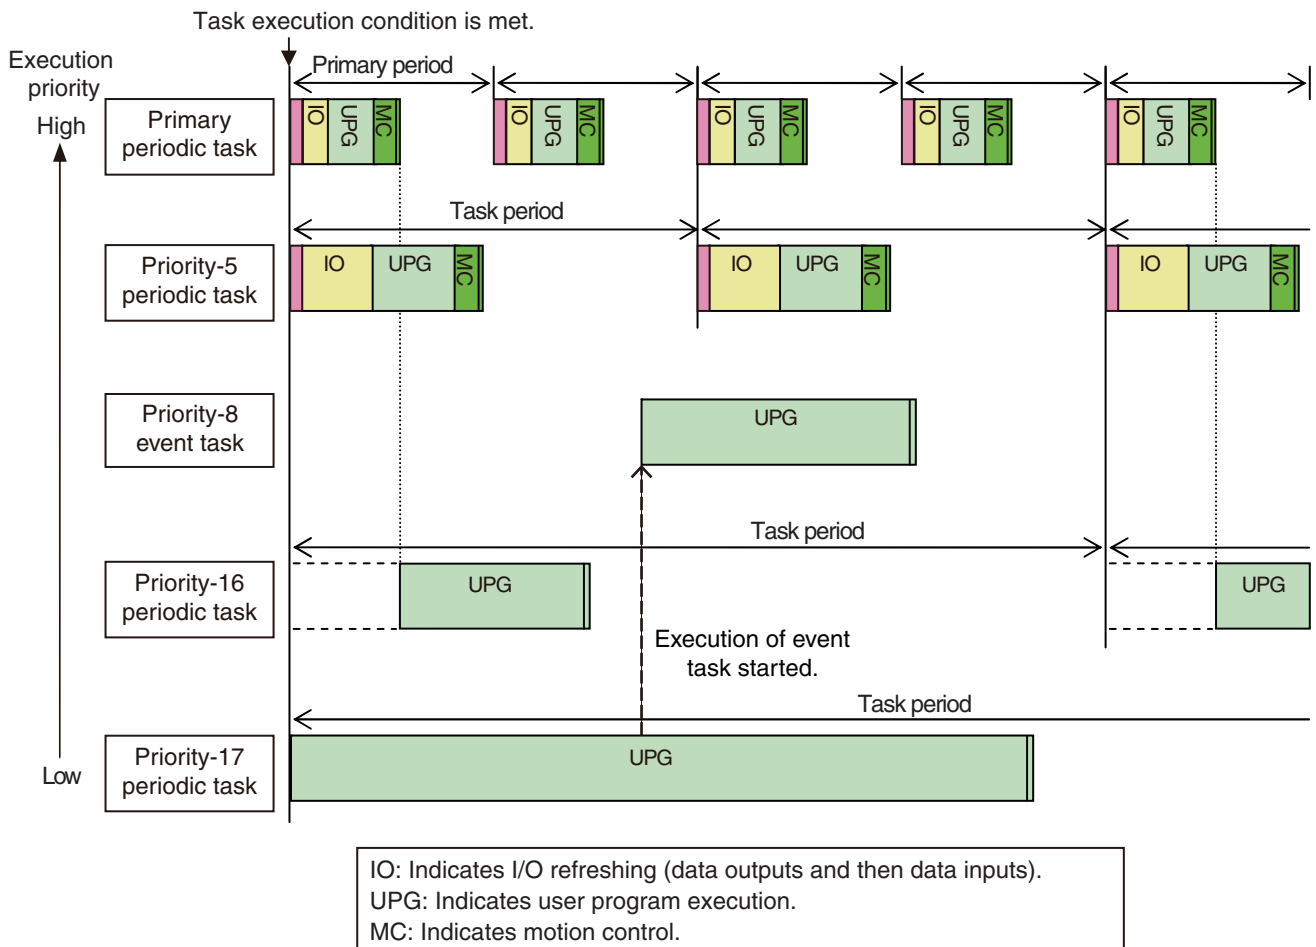 Task execution condition is met.
Execution
priority
High
Primary period
Primary
periodic task
IO
UPG
MC
IO
UPG
MC
IO
UPG
MC
IO
UPG
MC
IO
UPG
MC
Task period
Priority-5
periodic task
IO
UPG
MC
IO
UPG
MC
IO
UPG
MC
Priority-8
event task
UPG
Task period
Priority-16
periodic task
UPG
UPG
Execution of event
task started.
Task period
Low
Priority-17
periodic task
UPG
IO: Indicates I/O refreshing (data outputs and then data inputs).
UPG: Indicates user program execution.
MC: Indicates motion control.